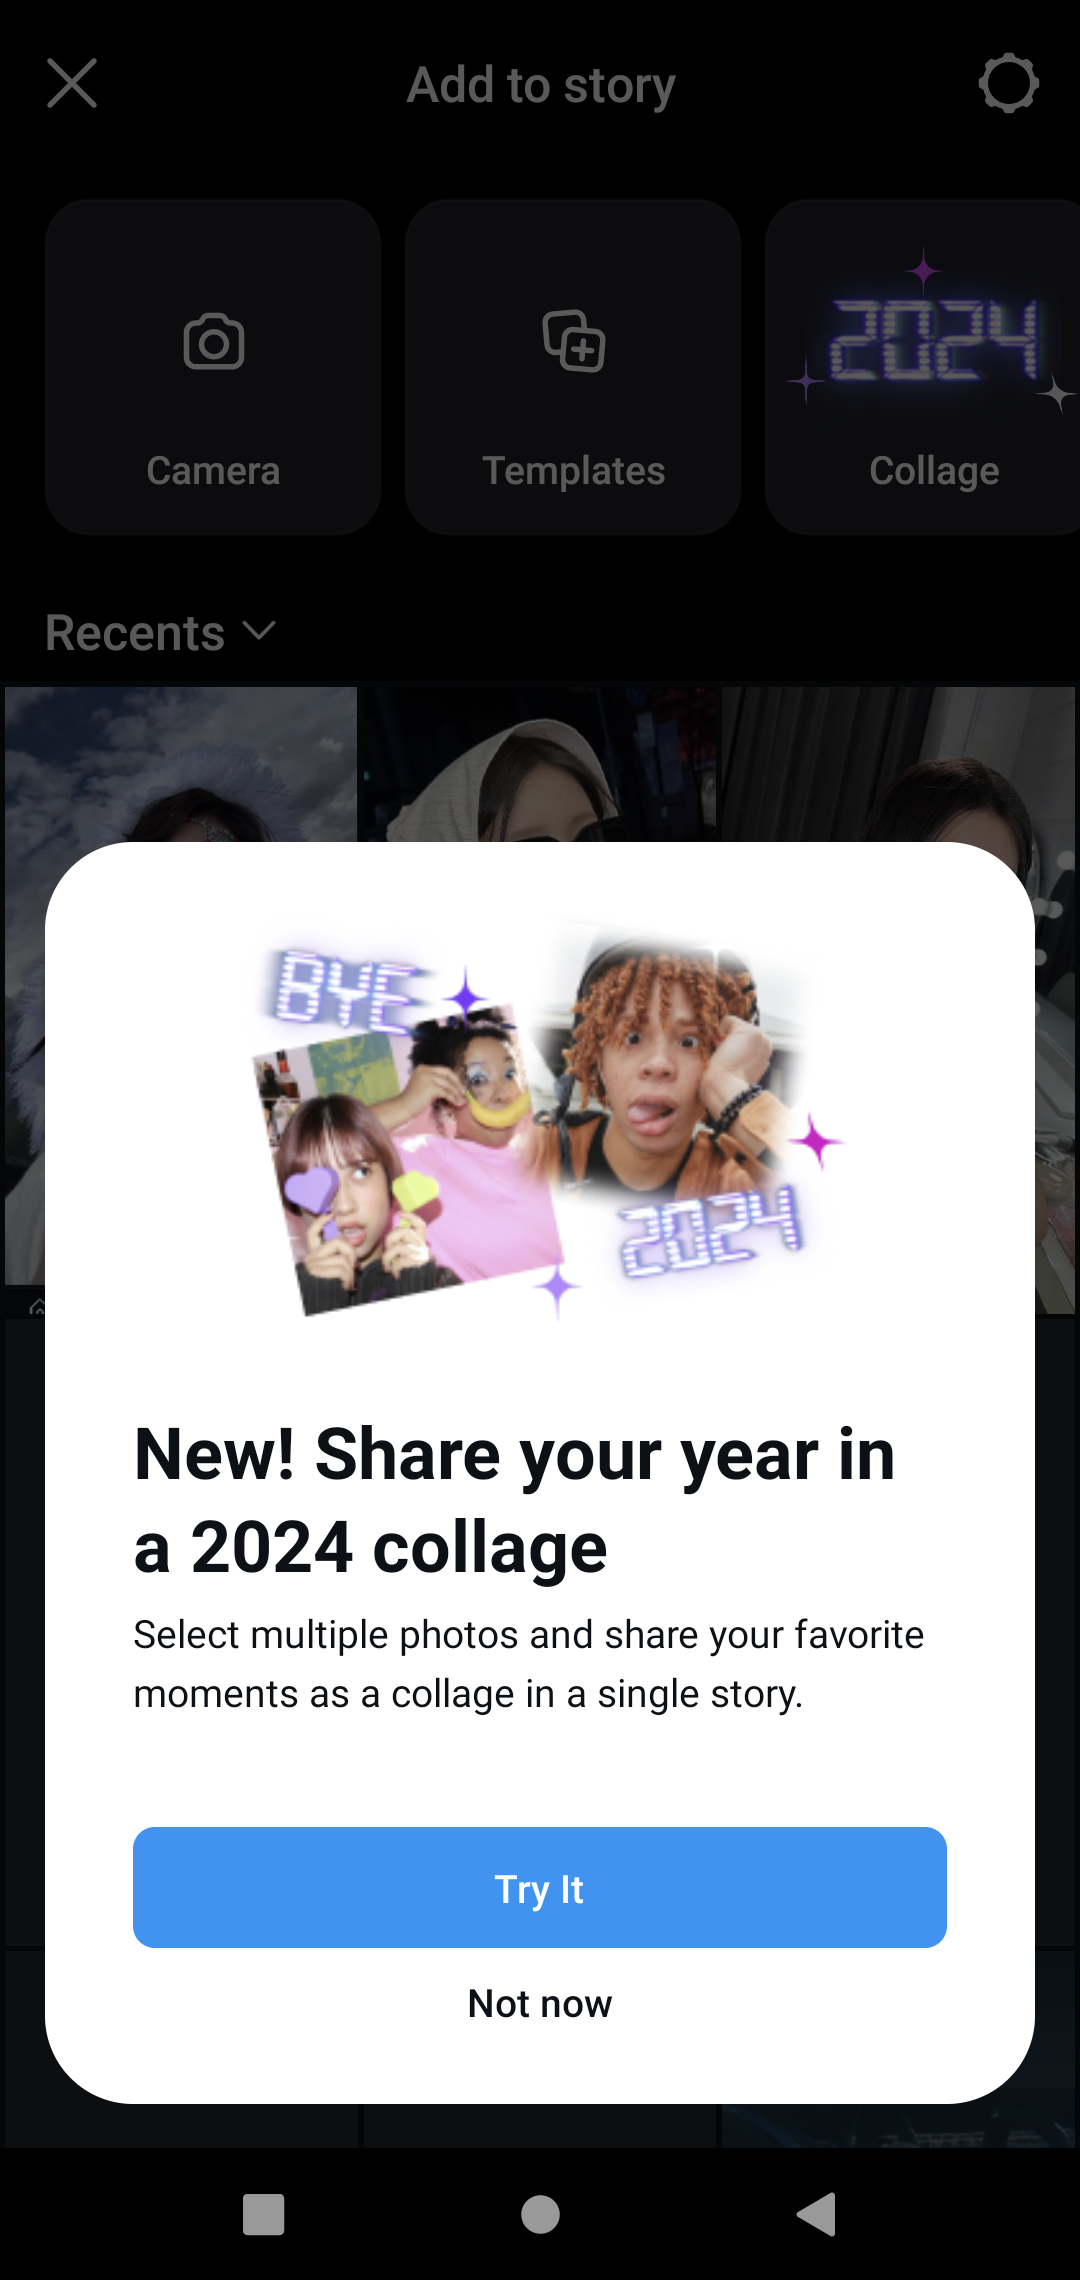 Add to story
2024
Camera
Templates
Collage
Recents
BYE
2024
New! Share your year in
a 2024 collage
Select multiple photos and share your favorite
moments as a collage in a single story.
Try It
Not now